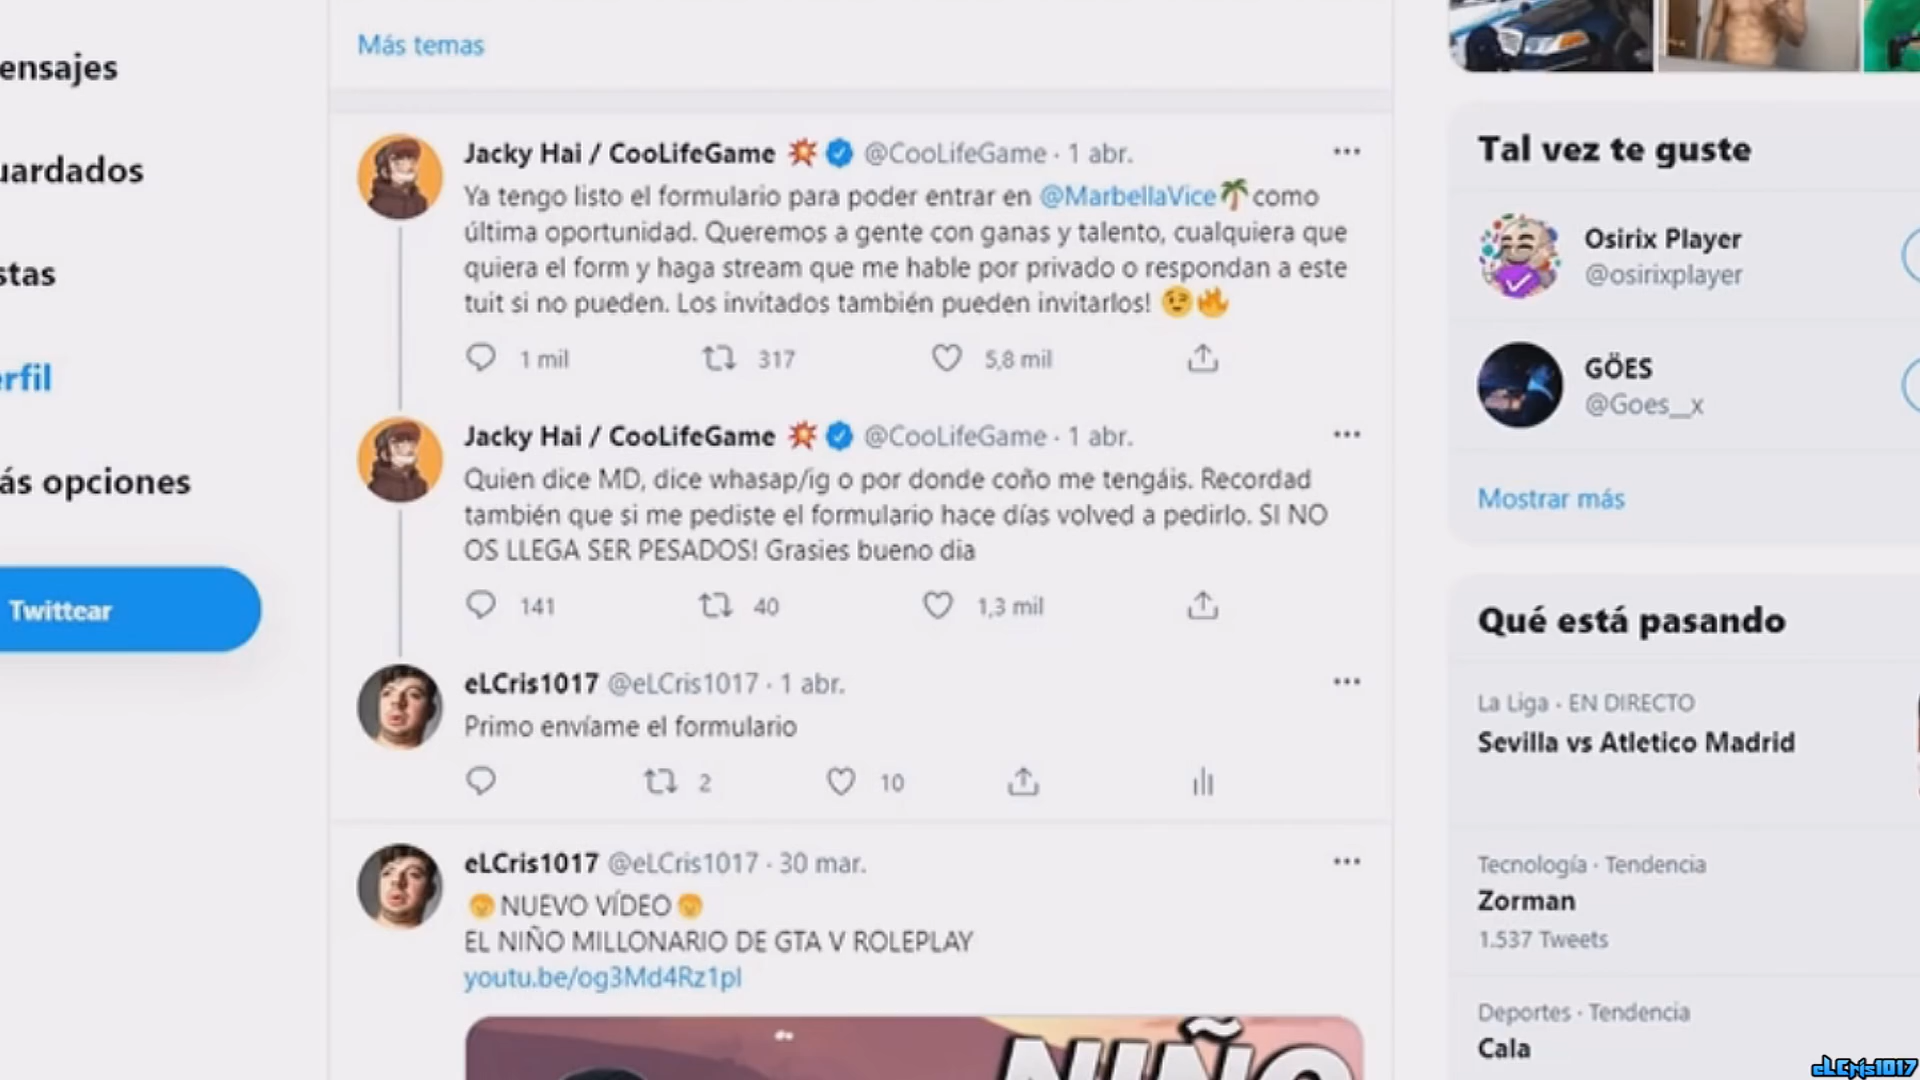 ensajes
uardados
stas
erfil
ás opciones
Twittear
Más temas
Jacky Hai / CooLifeGame 💥 @CooLifeGame · 1 abr.
Ya tengo listo el formulario para poder entrar en @MarbellaVice🌴como
última oportunidad. Queremos a gente con ganas y talento, cualquiera que
quiera el form y haga stream que me hable por privado o respondan a este
tuit si no pueden. Los invitados también pueden invitarlos! 😉🔥
1 mil 317 5,8 mil
Jacky Hai / CooLifeGame 💥 @CooLifeGame · 1 abr.
Quien dice MD, dice whasap/ig o por donde coño me tengáis. Recordad
también que si me pediste el formulario hace días volved a pedirlo. SI NO
OS LLEGA SER PESADOS! Grasies bueno dia
141 40 1,3 mil
eLCris1017 @eLCris1017 · 1 abr.
Primo envíame el formulario
2 10
eLCris1017 @eLCris1017 · 30 mar.
NUEVO VÍDEO
EL NIÑO MILLONARIO DE GTA V ROLEPLAY
youtu.be/og3Md4Rz1pI
NIÑO
Tal vez te guste
Osirix Player
@osirixplayer
GÖES
@Goes__x
Mostrar más
Qué está pasando
La Liga · EN DIRECTO
Sevilla vs Atletico Madrid
Tecnología · Tendencia
Zorman
1.537 Tweets
Deportes · Tendencia
Cala
eLCris1017